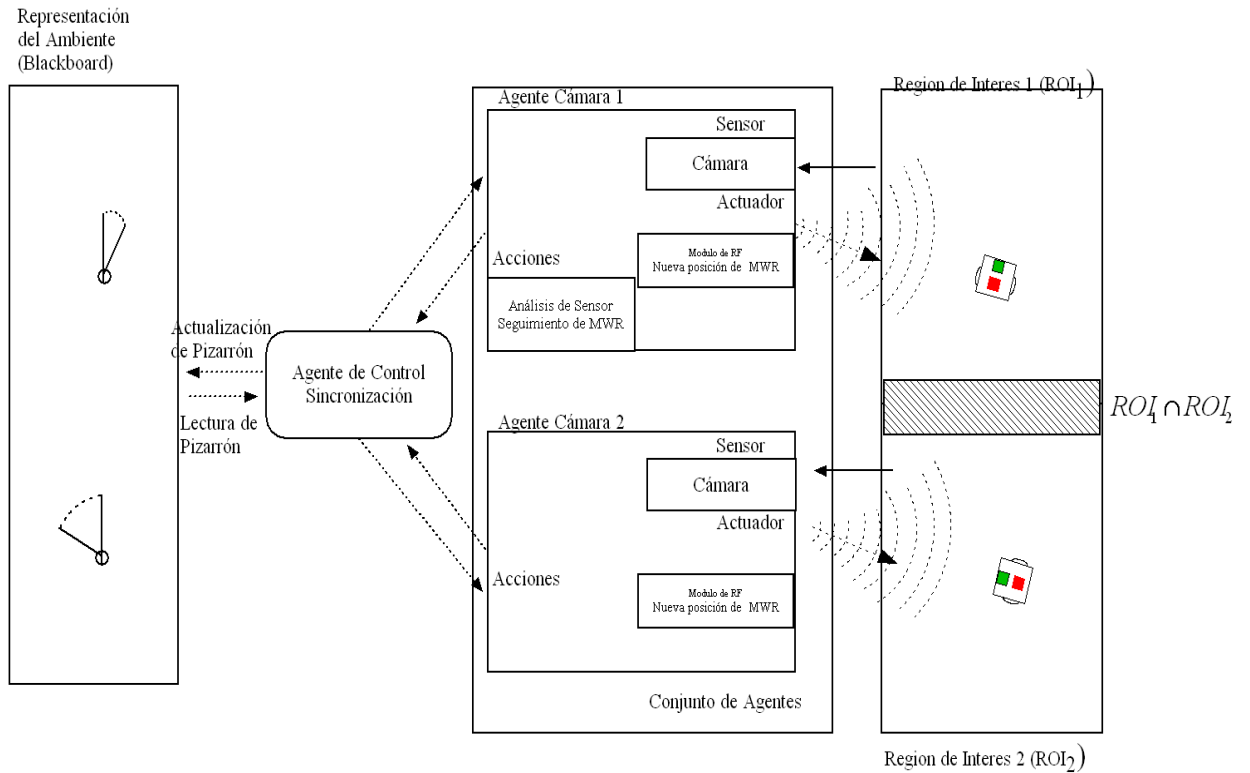 Representación
del Ambiente
(Blackboard)
Actualización
de Pizarrón
Lectura de
Pizarrón
Agente de Control
Sincronización
Agente Cámara 1
Sensor
Cámara
Actuador
Modulo de RF
Nueva posición de MWR
Acciones
Análisis de Sensor
Seguimiento de MWR
Agente Cámara 2
Sensor
Cámara
Actuador
Acciones
Modulo de RF
Nueva posición de MWR
Conjunto de Agentes
Region de Interes 1 (ROI1)
ROI1∩ROI2
Region de Interes 2 (ROI2)